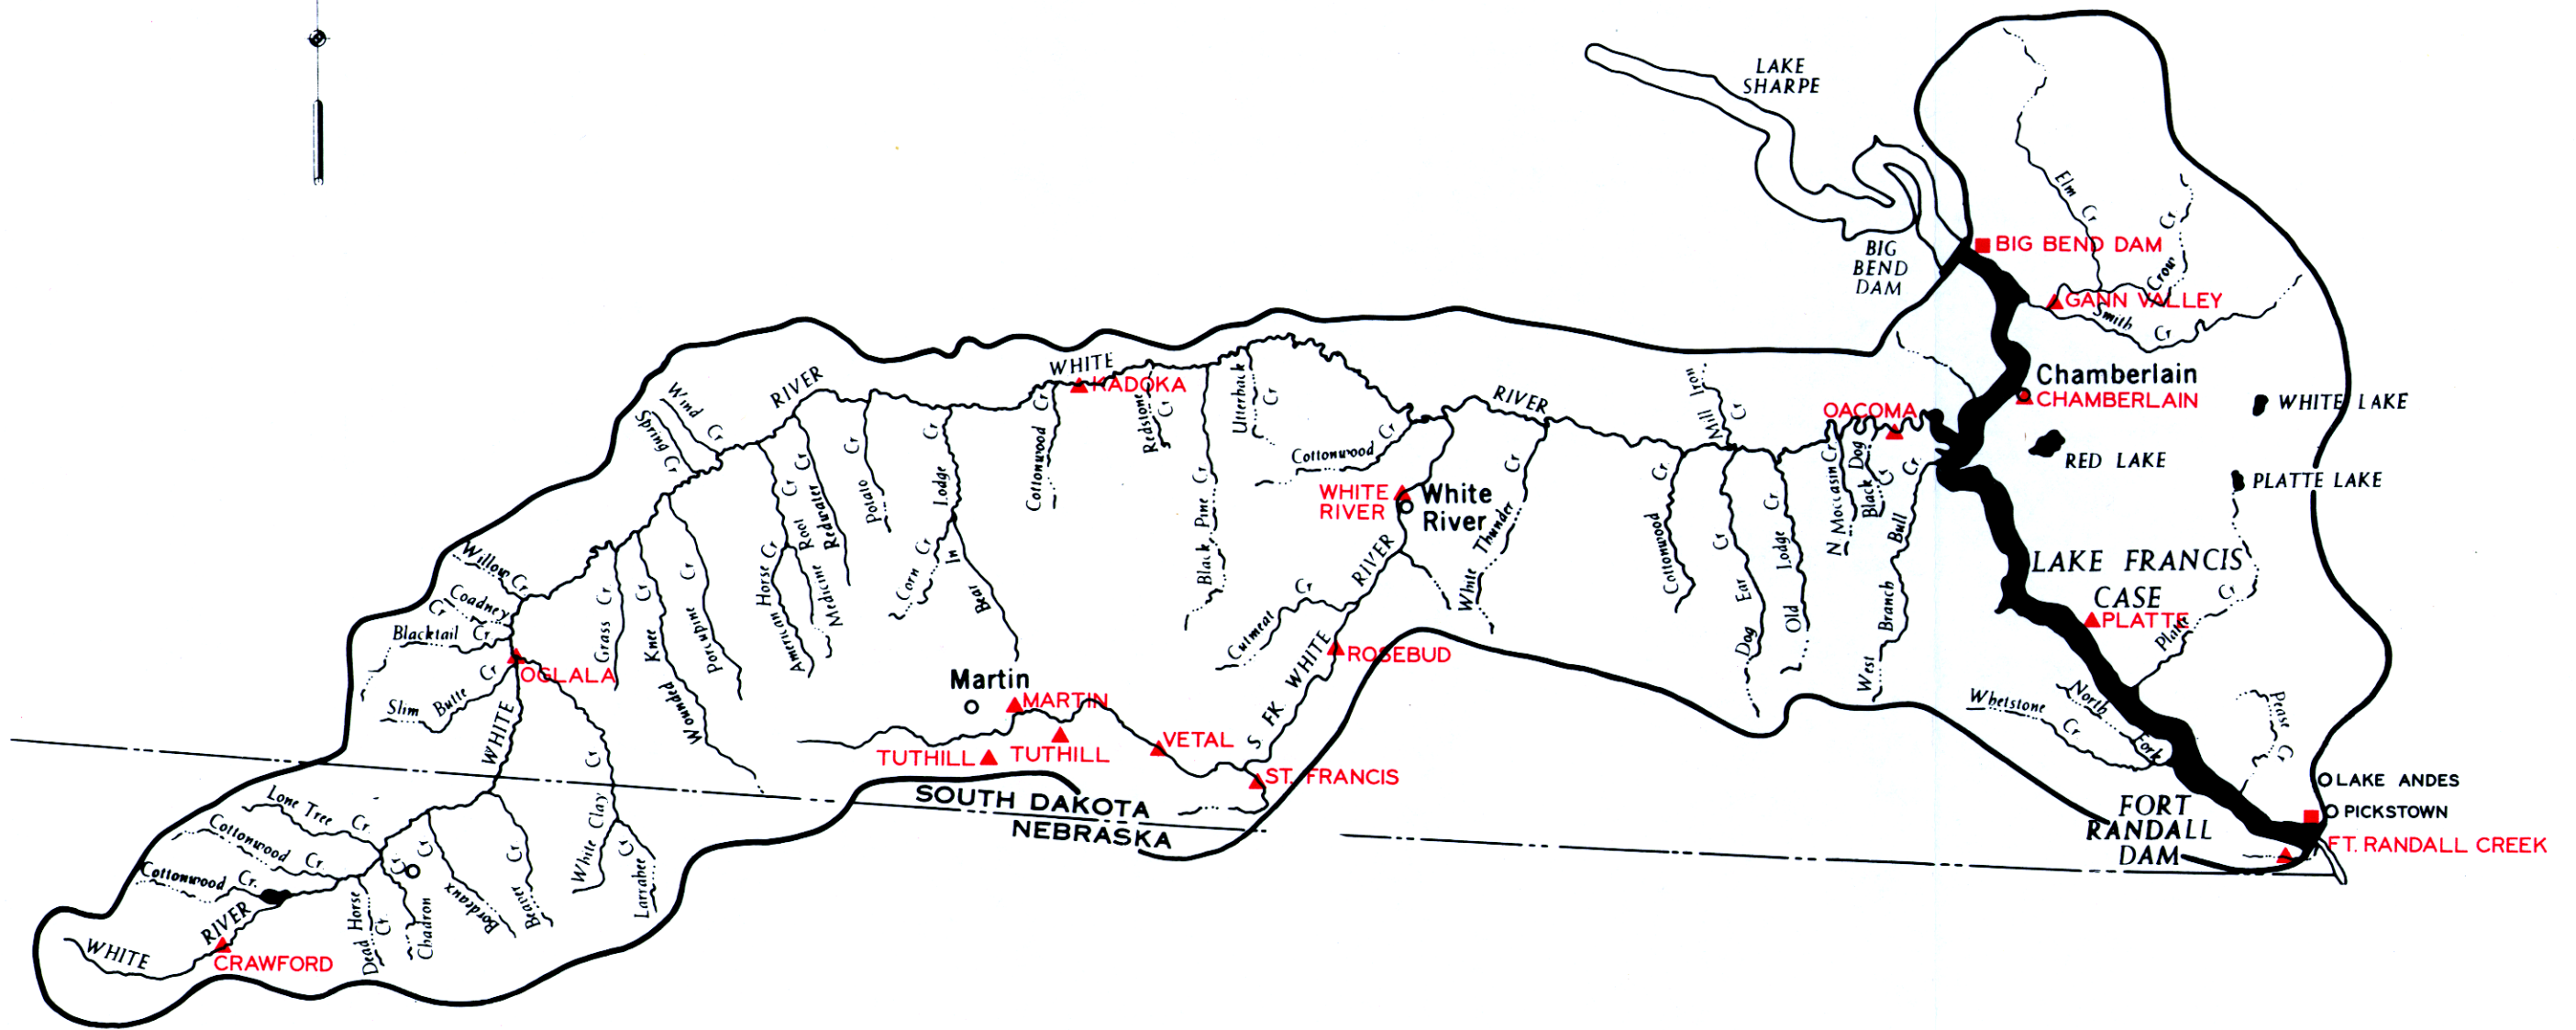 LAKE
SHARPE
Elm Cr
Crow Cr
BIG BEND DAM
BIG
BEND
DAM
GANN VALLEY
Smith Cr
Chamberlain
CHAMBERLAIN
WHITE LAKE
RED LAKE
PLATTE LAKE
LAKE FRANCIS
CASE
PLATTE
Platte Cr
Whetstone Cr
North Fork
Pease Cr
LAKE ANDES
PICKSTOWN
FORT
RANDALL
DAM
FT. RANDALL CREEK
WHITE
KADOKA
RIVER
Wind Cr
Spring Cr
Cottonwood Cr
Redstone Cr
Utterback Cr
RIVER
Mill Iron Cr
OACOMA
Cottonwood Cr
WHITE
RIVER
White
River
Potato Cr
Lodge Cr
Redwater Cr
Medicine Root Cr
American Horse Cr
Corn Cr
Bear In
Black Pine Cr
White Thunder Cr
Cottonwood Cr
Dog Ear Cr
Old Lodge Cr
N Moccasin Cr
Black Dog Cr
West Branch Bull Cr
Willow Cr
Coadney Cr
Blacktail Cr
OGLALA
Slim Butte Cr
Grass Cr
Wounded Knee Cr
Porcupine Cr
Cutmeat Cr
RIVER
WHITE
S FK
ROSEBUD
Martin
MARTIN
TUTHILL
TUTHILL
VETAL
ST. FRANCIS
WHITE
SOUTH DAKOTA
NEBRASKA
Lone Tree Cr.
Cottonwood Cr.
Cottonwood Cr.
RIVER
WHITE
CRAWFORD
Dead Horse Cr.
Chadron Cr
Bordeaux Cr
Beaver Cr
White Clay Cr
Larrabee Cr